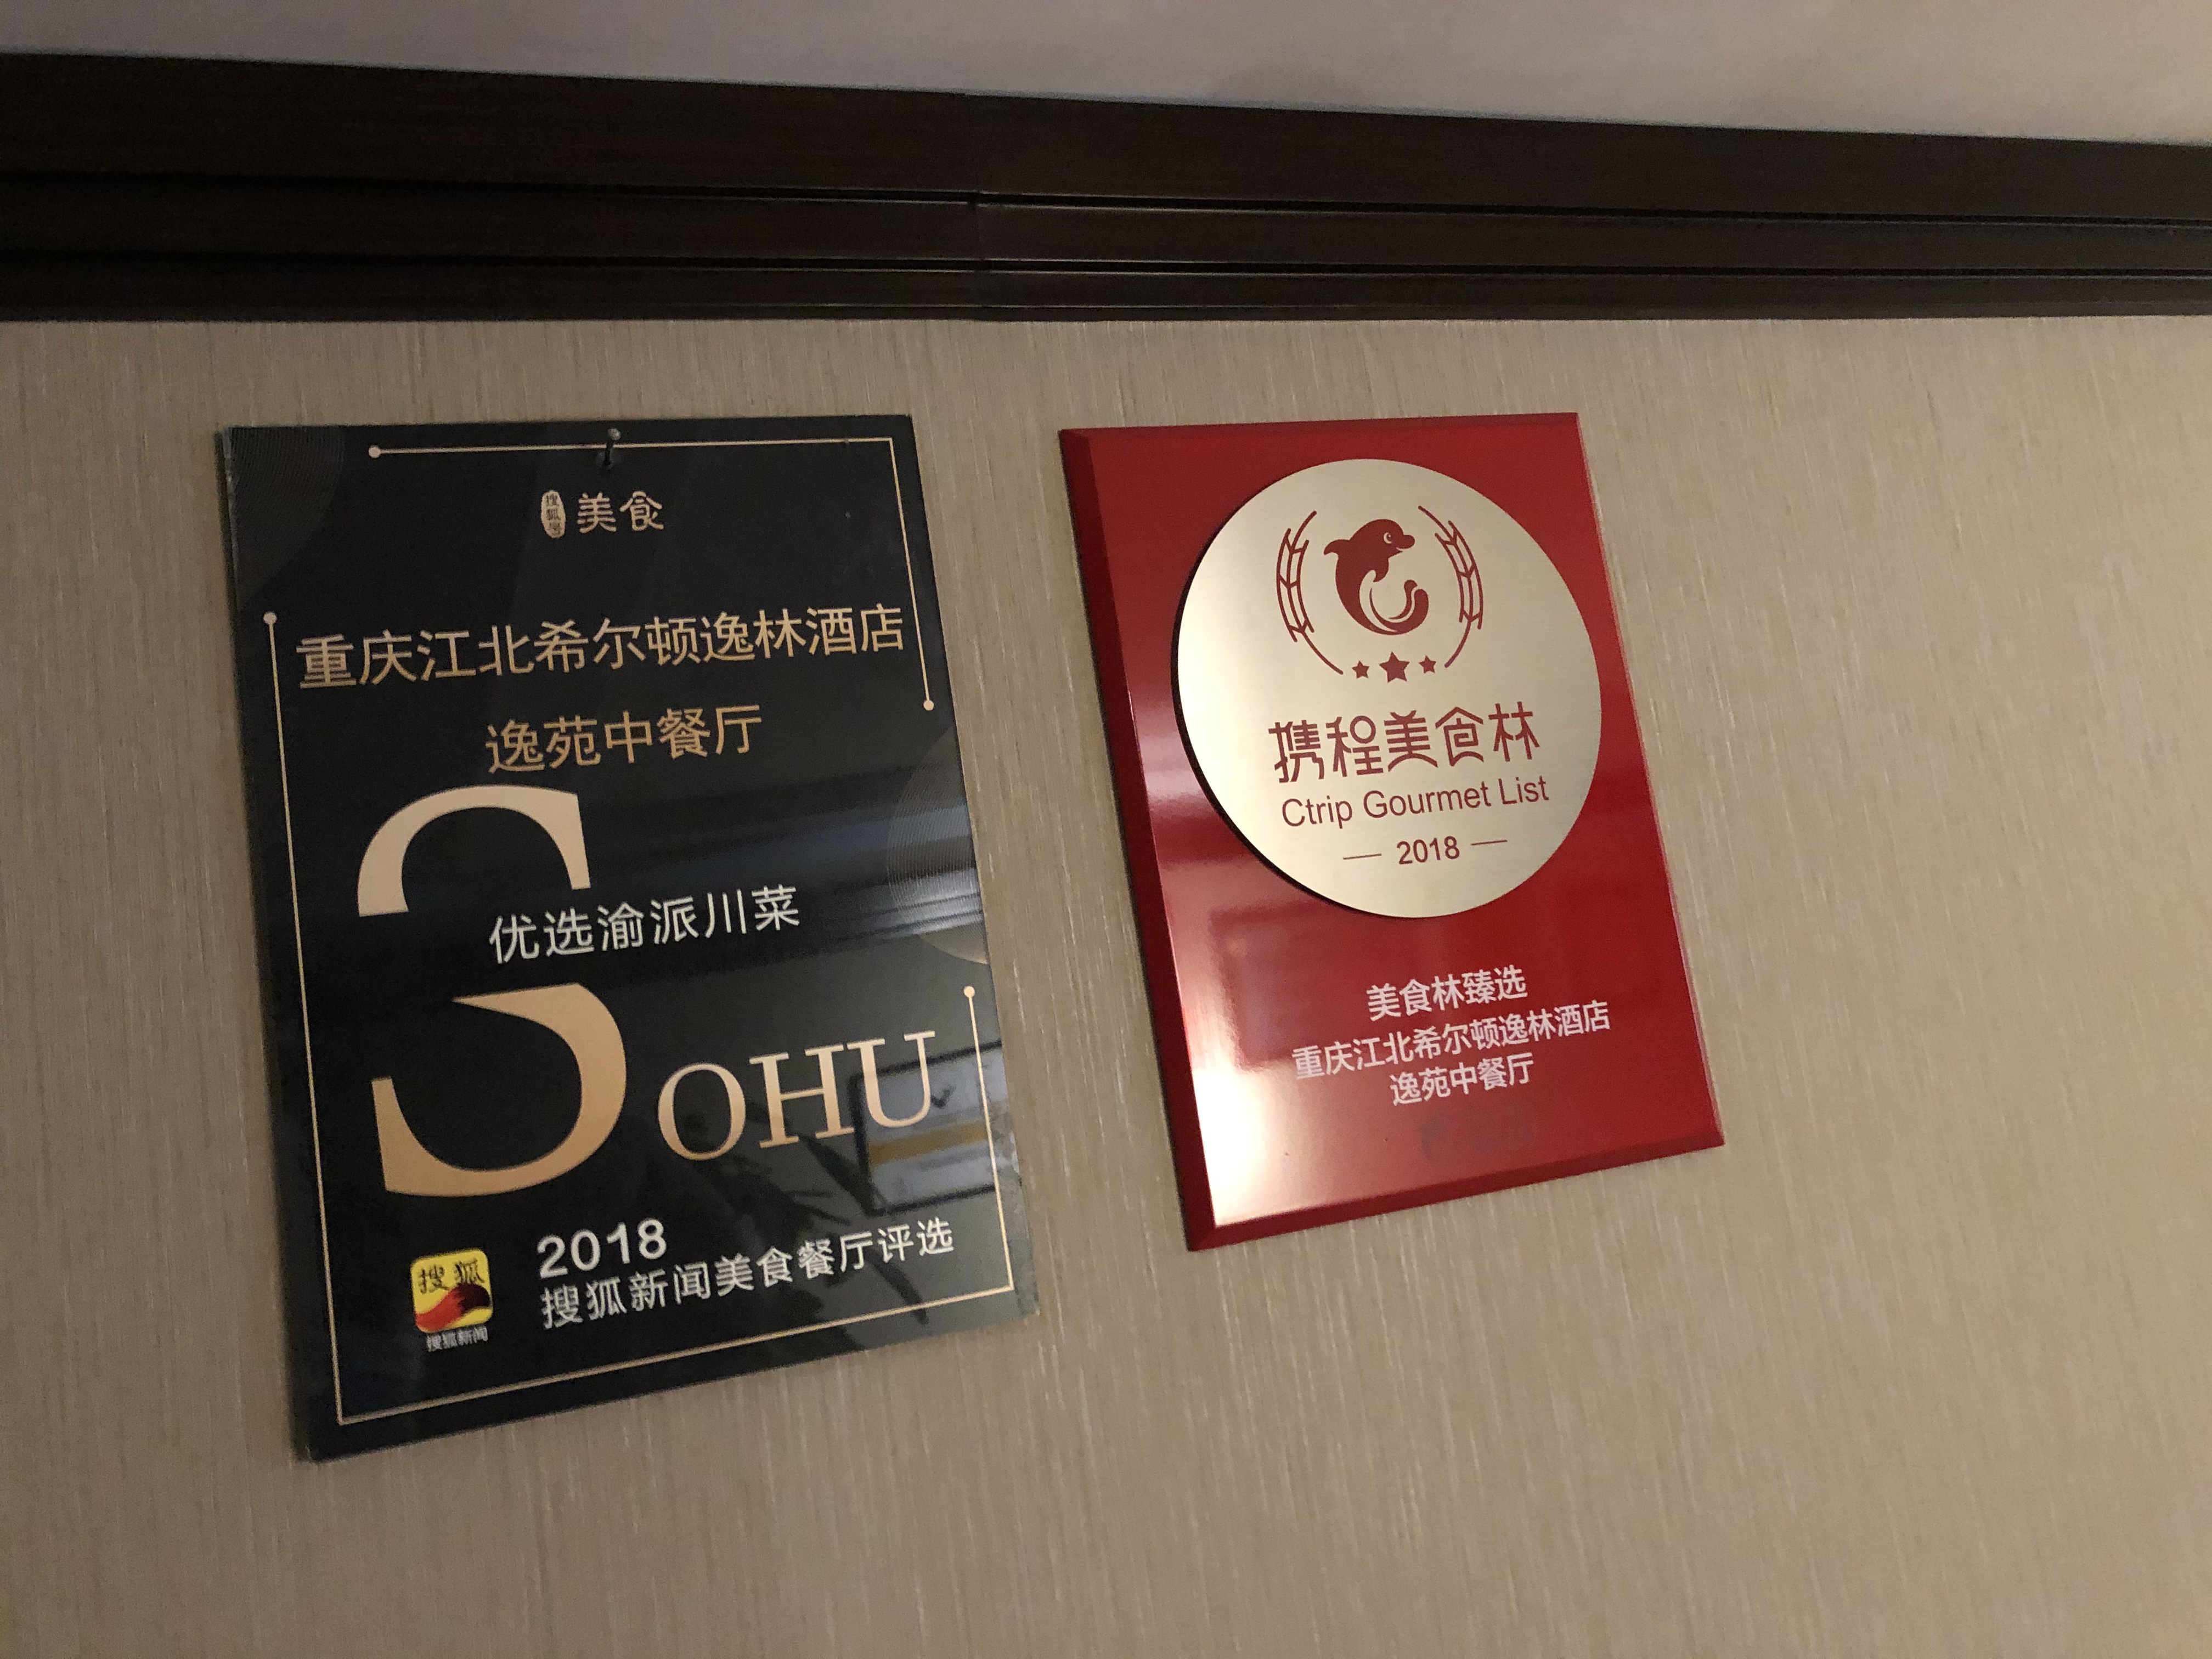 搜狐号 美食
重庆江北希尔顿逸林酒店
逸苑中餐厅
优选渝派川菜
SOHU
2018
搜狐新闻美食餐厅评选
搜狐
搜狐新闻
携程美食林
Ctrip Gourmet List
2018
美食林臻选
重庆江北希尔顿逸林酒店
逸苑中餐厅